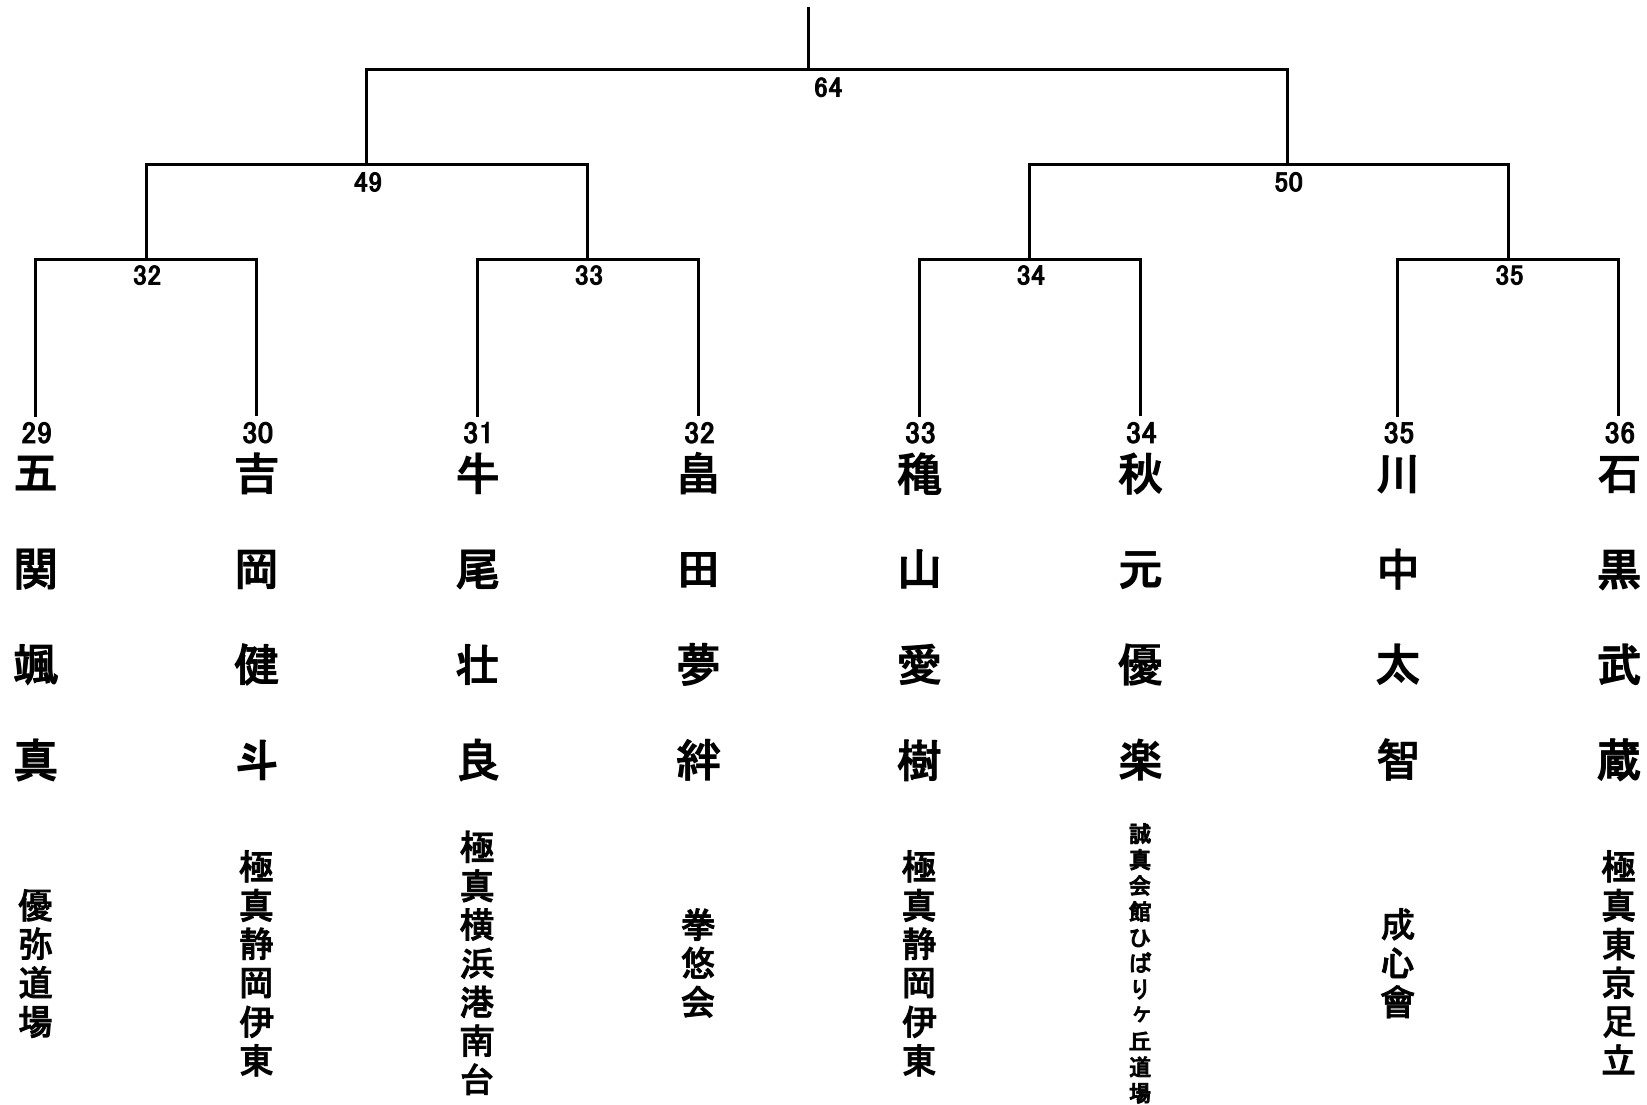 64
49
50
32
33
34
35
29
五関颯真
優弥道場
30
吉岡健斗
極真静岡伊東
31
牛尾壮良
極真横浜港南台
32
畠田夢絆
拳悠会
33
穐山愛樹
極真静岡伊東
34
秋元優楽
誠真会館ひばりヶ丘道場
35
川中太智
成心會
36
石黒武蔵
極真東京足立